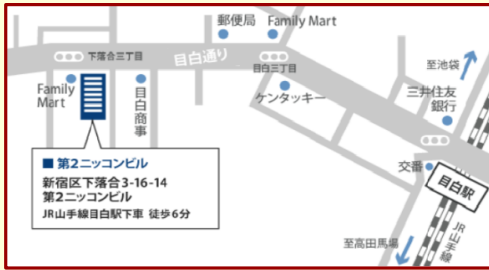 郵便局
Family Mart
下落合三丁目
目白通り
目白三丁目
至池袋
Family
Mart
目白商事
ケンタッキー
三井住友
銀行
■ 第2ニッコンビル
新宿区下落合3-16-14
第2ニッコンビル
JR山手線目白駅下車 徒歩6分
交番
目白駅
JR山手線
至高田馬場